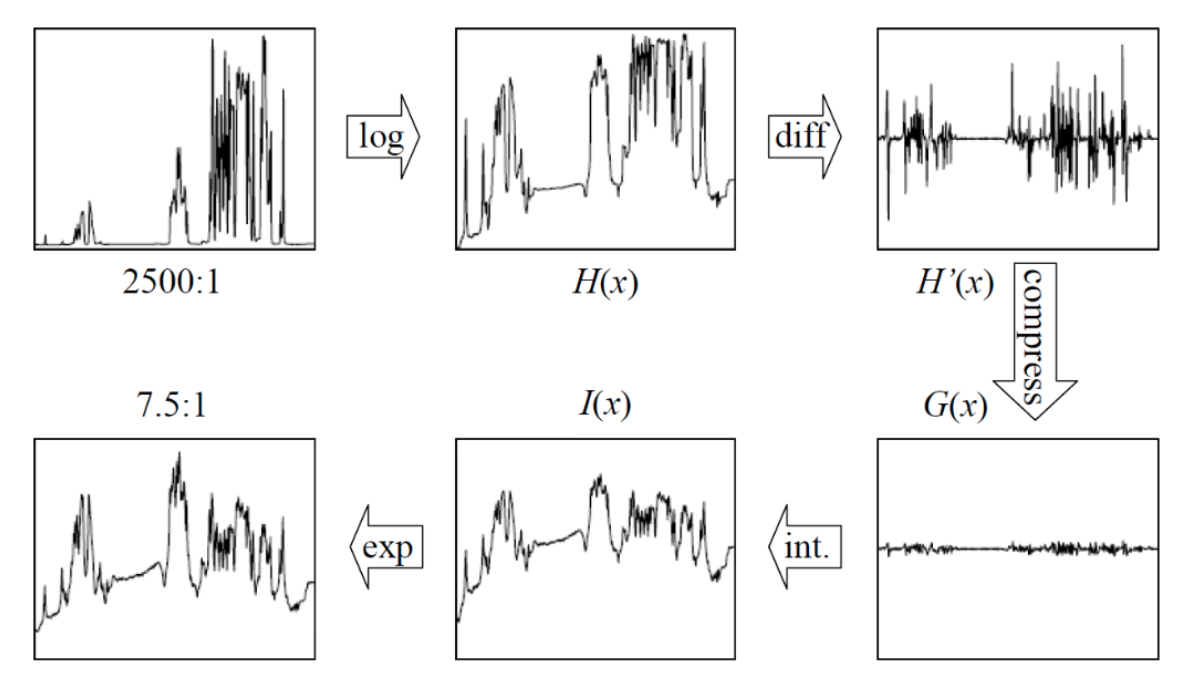 log
diff
2500:1
H(x)
H’(x)
compress
7.5:1
I(x)
G(x)
exp
int.